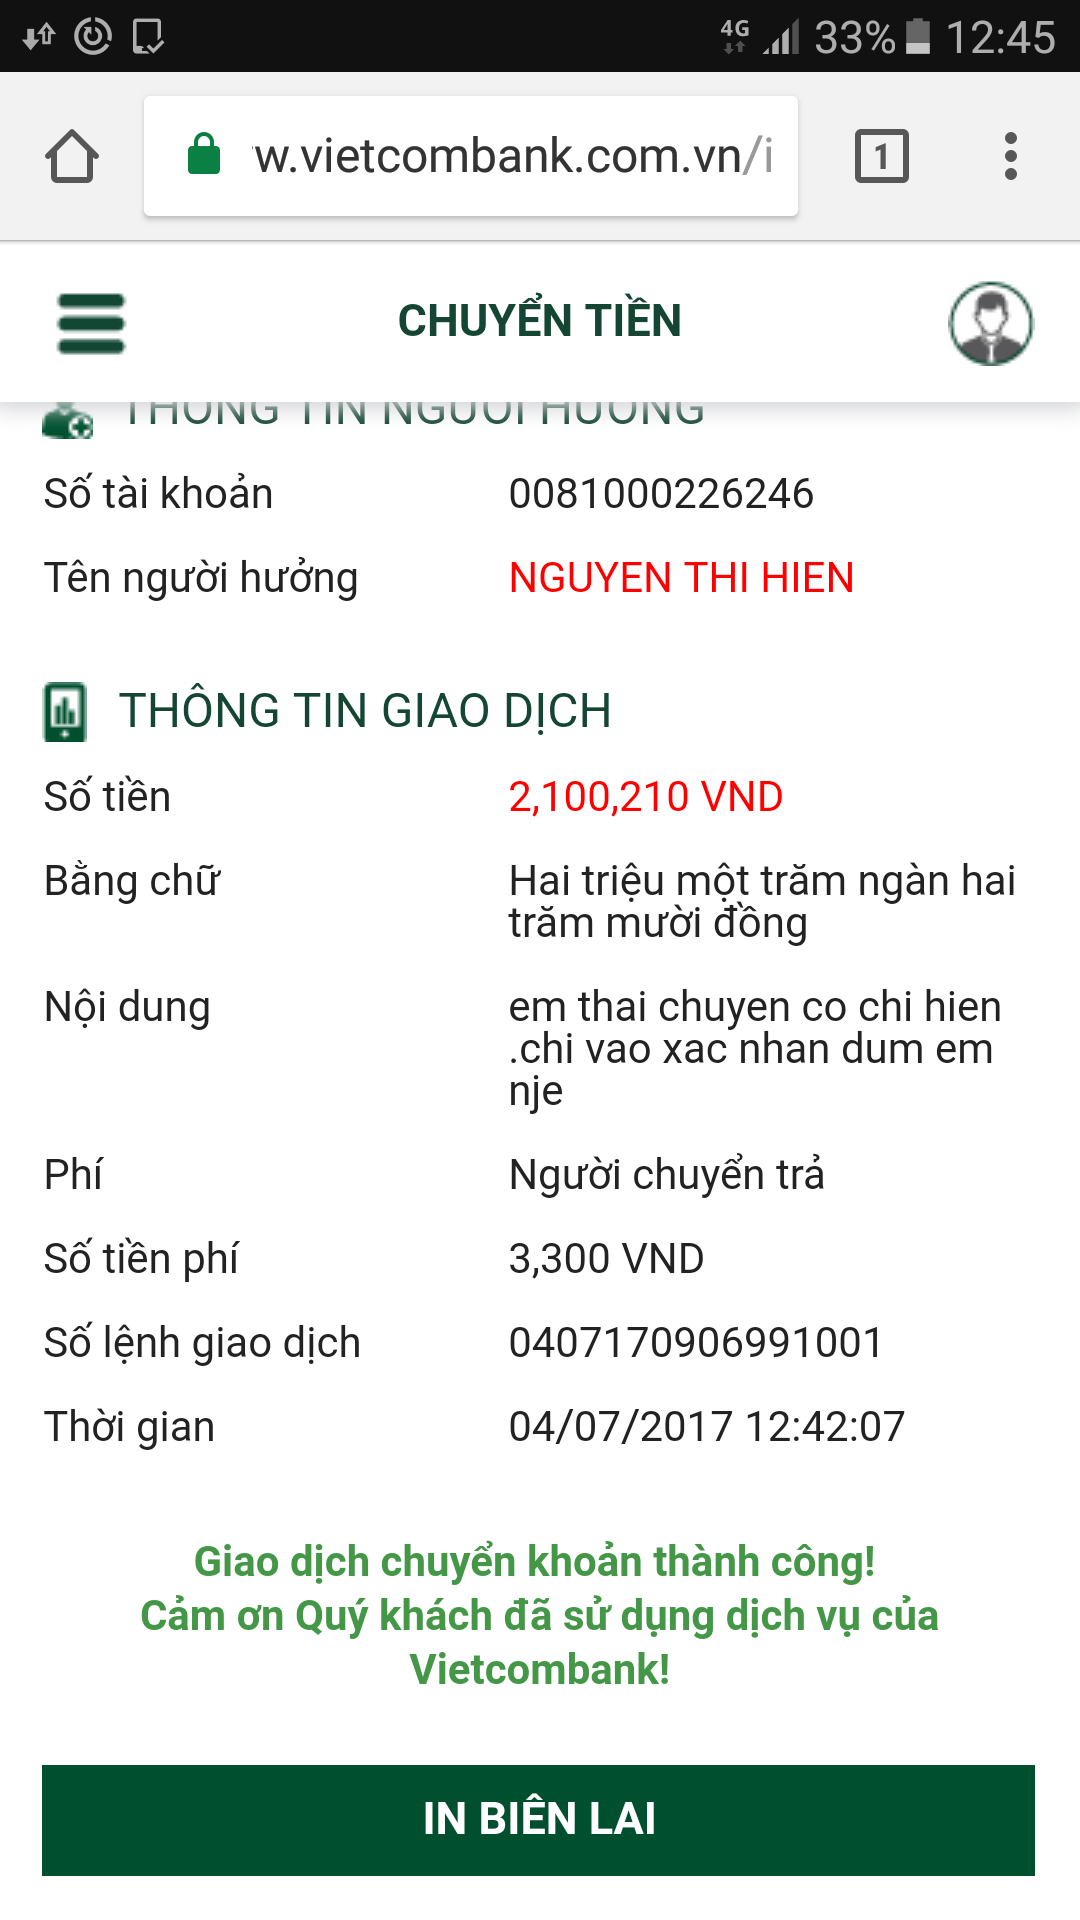 4G 33% 12:45
w.vietcombank.com.vn/i
1
CHUYỂN TIỀN
THÔNG TIN NGƯỜI HƯỞNG
Số tài khoản 0081000226246
Tên người hưởng NGUYEN THI HIEN
THÔNG TIN GIAO DỊCH
Số tiền 2,100,210 VND
Bằng chữ Hai triệu một trăm ngàn hai
trăm mười đồng
Nội dung em thai chuyen co chi hien
.chi vao xac nhan dum em
nje
Phí Người chuyển trả
Số tiền phí 3,300 VND
Số lệnh giao dịch 0407170906991001
Thời gian 04/07/2017 12:42:07
Giao dịch chuyển khoản thành công!
Cảm ơn Quý khách đã sử dụng dịch vụ của
Vietcombank!
IN BIÊN LAI